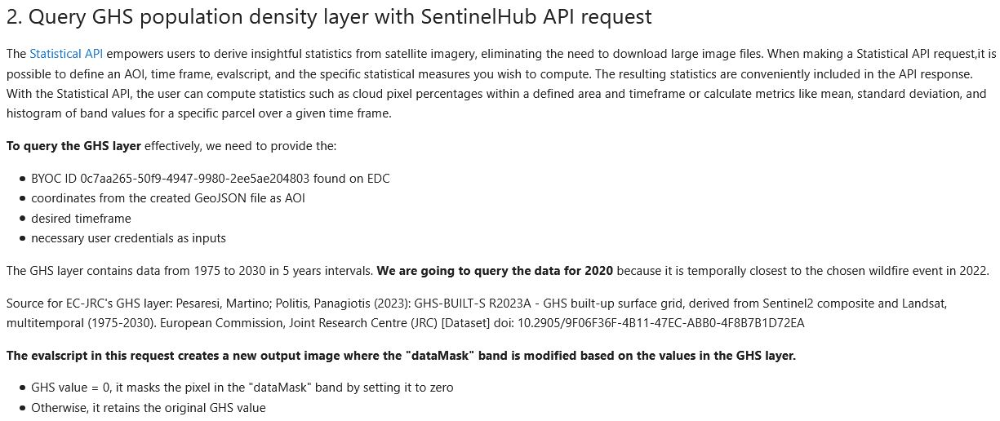 2. Query GHS population density layer with SentinelHub API request
The Statistical API empowers users to derive insightful statistics from satellite imagery, eliminating the need to download large image files. When making a Statistical API request,it is
possible to define an AOI, time frame, evalscript, and the specific statistical measures you wish to compute. The resulting statistics are conveniently included in the API response.
With the Statistical API, the user can compute statistics such as cloud pixel percentages within a defined area and timeframe or calculate metrics like mean, standard deviation, and
histogram of band values for a specific parcel over a given time frame.
To query the GHS layer effectively, we need to provide the:
• BYOC ID 0c7aa265-50f9-4947-9980-2ee5ae204803 found on EDC
• coordinates from the created GeoJSON file as AOI
• desired timeframe
• necessary user credentials as inputs
The GHS layer contains data from 1975 to 2030 in 5 years intervals. We are going to query the data for 2020 because it is temporally closest to the chosen wildfire event in 2022.
Source for EC-JRC's GHS layer: Pesaresi, Martino; Politis, Panagiotis (2023): GHS-BUILT-S R2023A - GHS built-up surface grid, derived from Sentinel2 composite and Landsat,
multitemporal (1975-2030). European Commission, Joint Research Centre (JRC) [Dataset] doi: 10.2905/9F06F36F-4B11-47EC-ABB0-4F8B7B1D72EA
The evalscript in this request creates a new output image where the "dataMask" band is modified based on the values in the GHS layer.
• GHS value = 0, it masks the pixel in the "dataMask" band by setting it to zero
• Otherwise, it retains the original GHS value